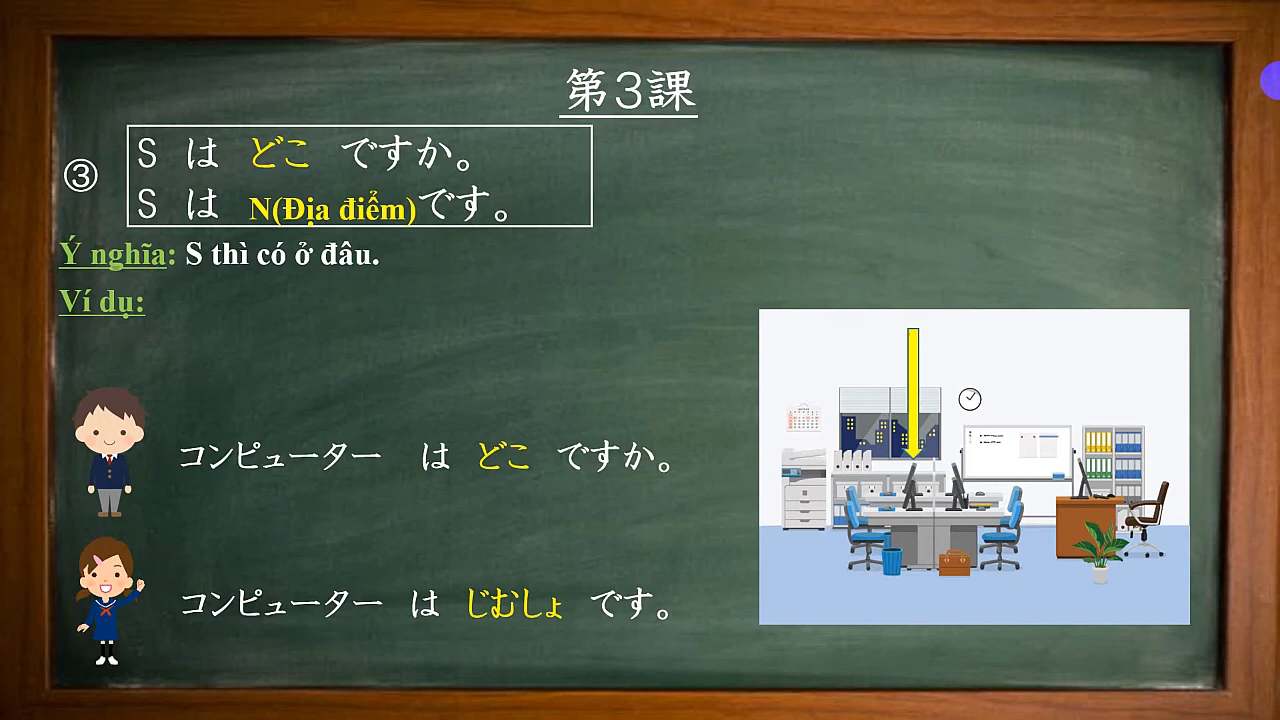 第3課
③
S は どこ ですか。
S は N(Địa điểm)です。
Ý nghĩa: S thì có ở đâu.
Ví dụ:
コンピューター は どこ ですか。
コンピューター は じむしょ です。